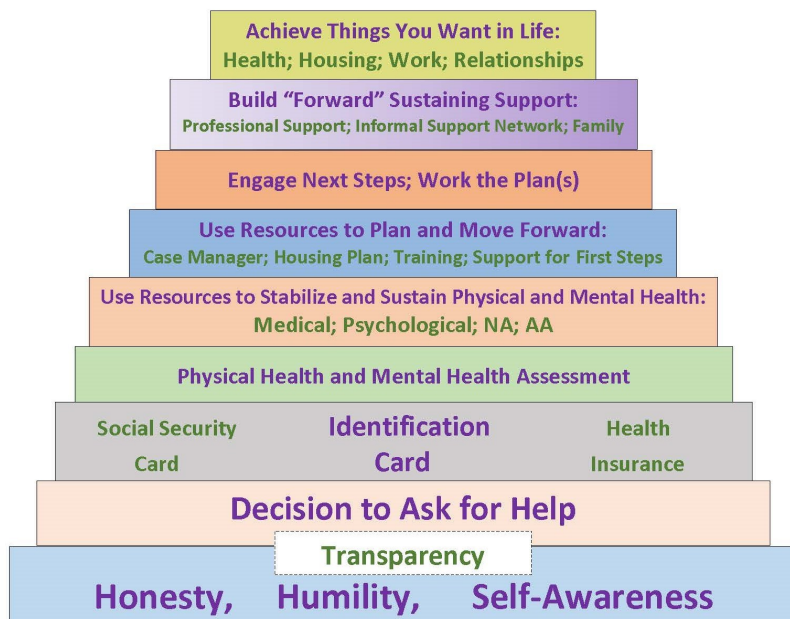 Achieve Things You Want in Life:
Health; Housing; Work; Relationships
Build “Forward” Sustaining Support:
Professional Support; Informal Support Network; Family
Engage Next Steps; Work the Plan(s)
Use Resources to Plan and Move Forward:
Case Manager; Housing Plan; Training; Support for First Steps
Use Resources to Stabilize and Sustain Physical and Mental Health:
Medical; Psychological; NA; AA
Physical Health and Mental Health Assessment
Social Security Identification Health
Card Card Insurance
Decision to Ask for Help
Transparency
Honesty, Humility, Self-Awareness